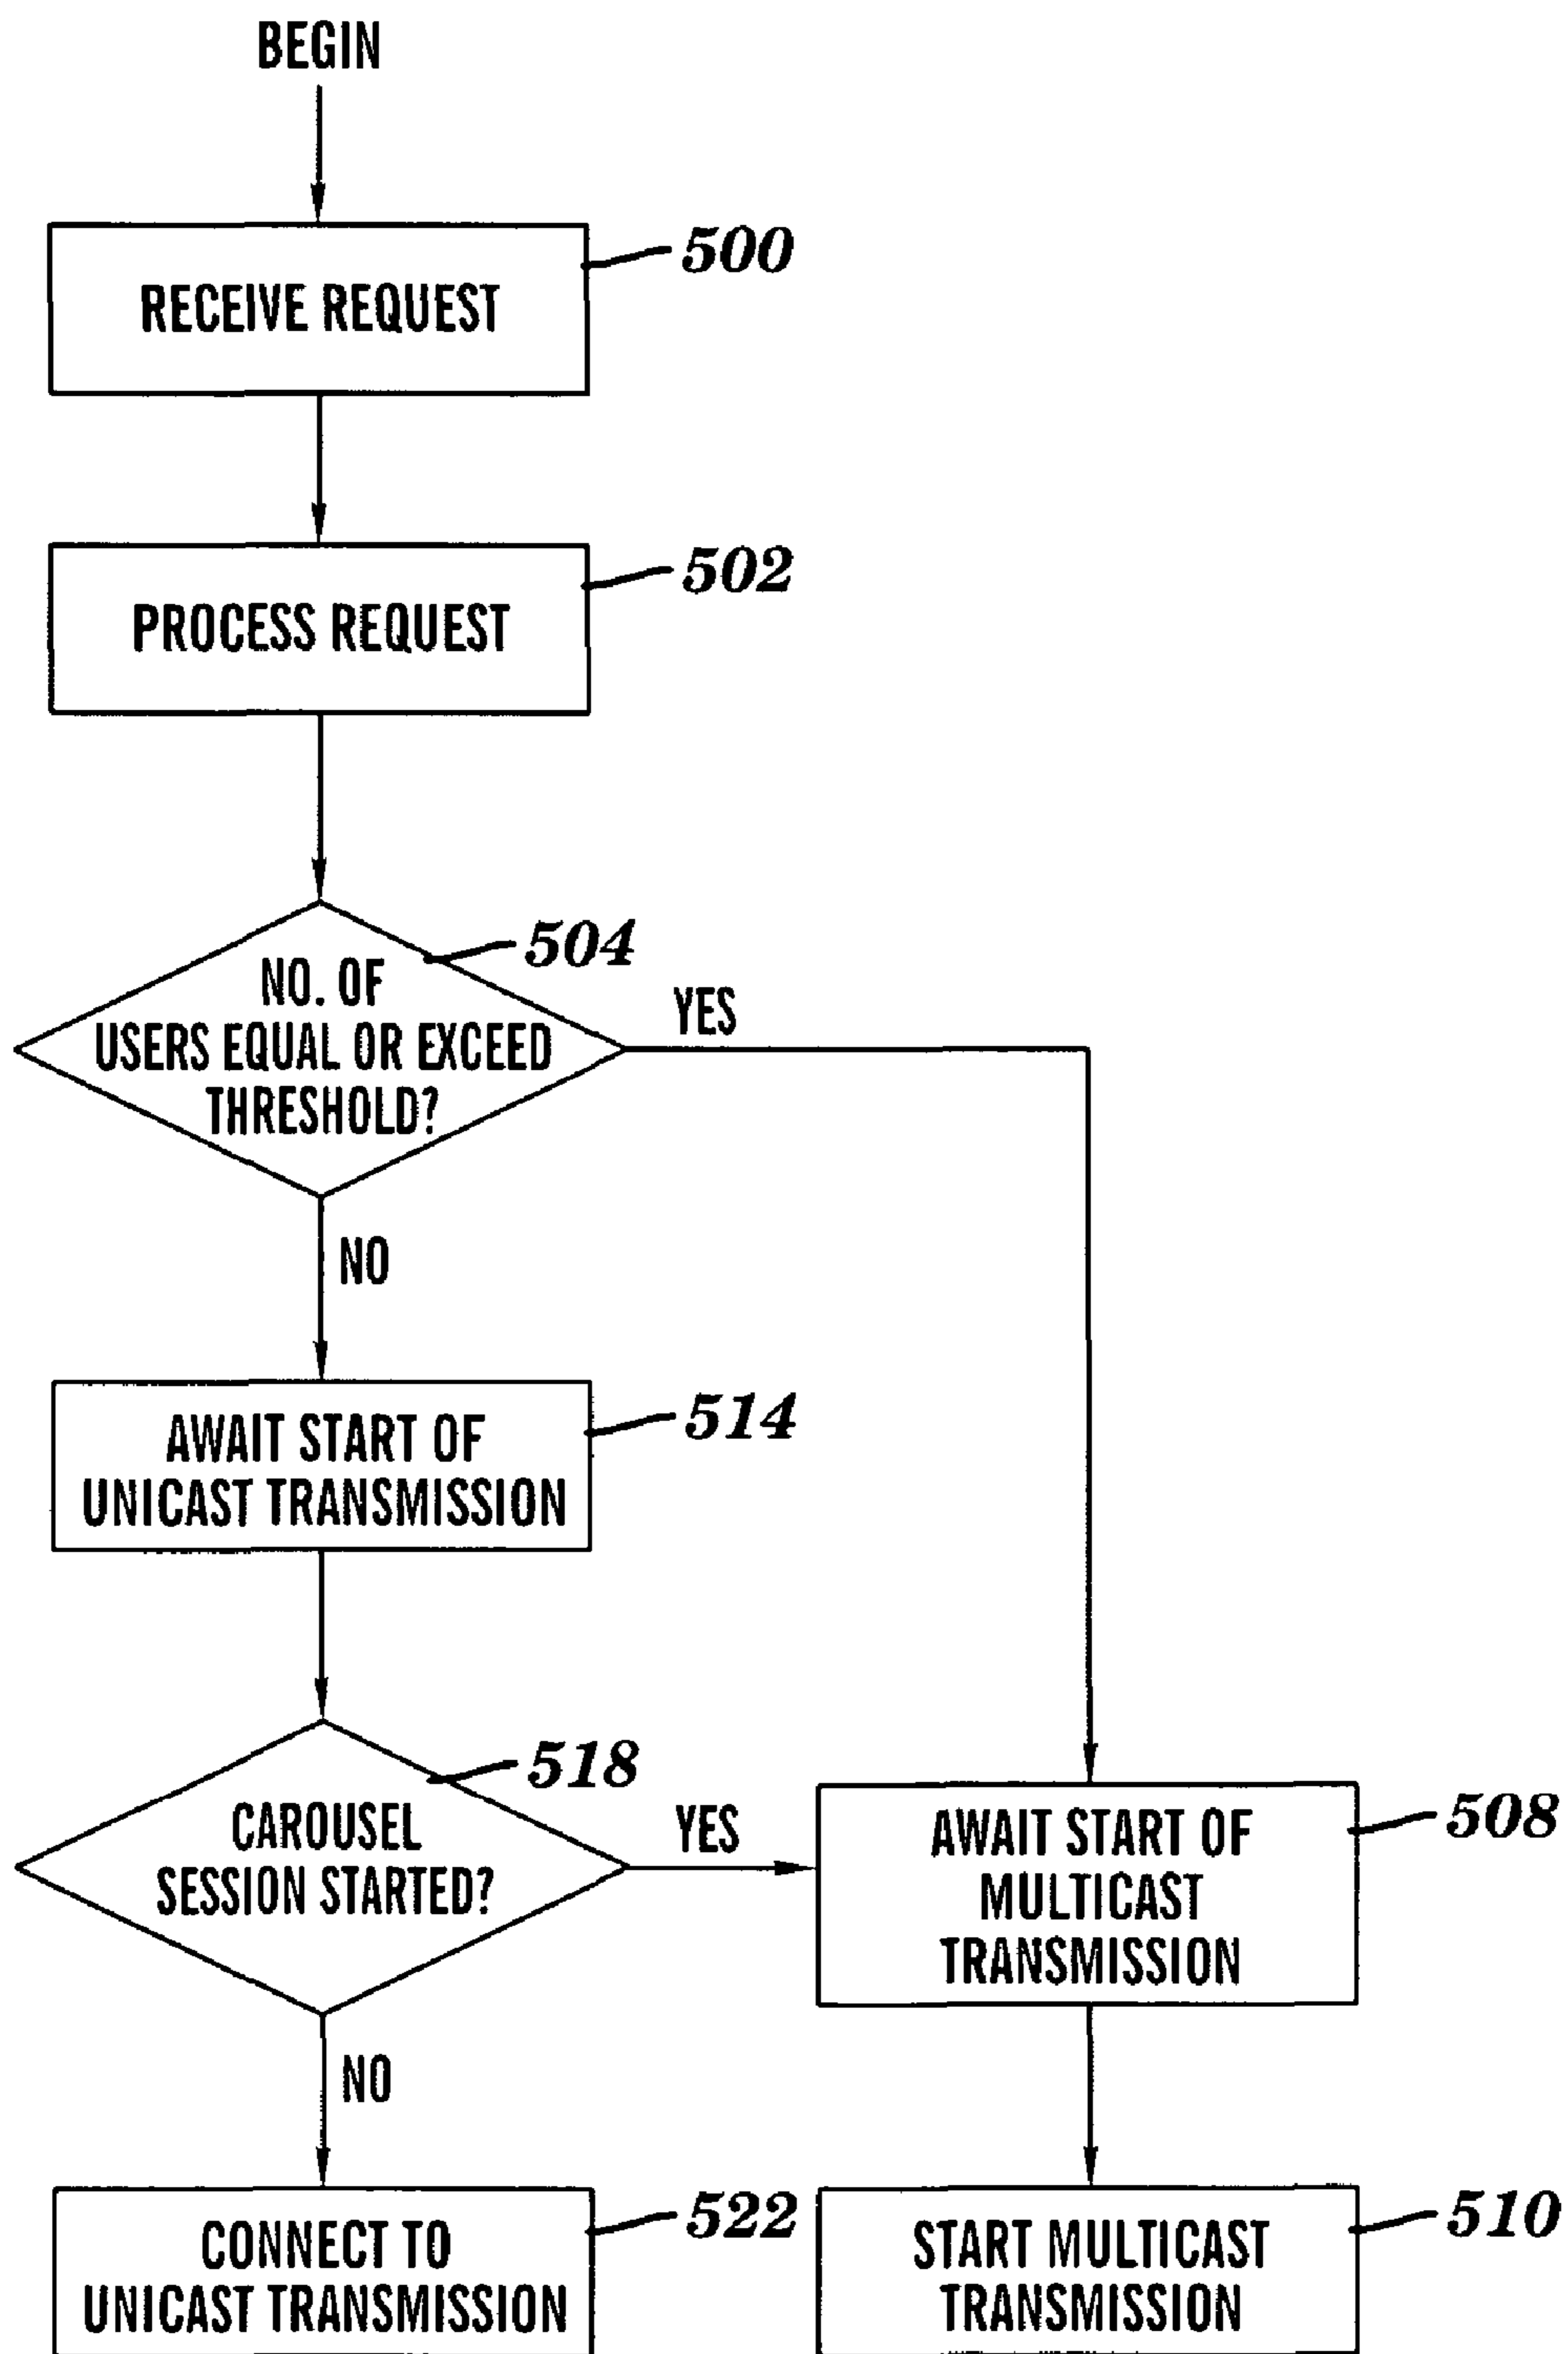 BEGIN
500
RECEIVE REQUEST
502
PROCESS REQUEST
504
NO. OF
USERS EQUAL OR EXCEED
THRESHOLD?
YES
NO
514
AWAIT START OF
UNICAST TRANSMISSION
518
CAROUSEL
SESSION STARTED?
YES
NO
508
AWAIT START OF
MULTICAST
TRANSMISSION
522
CONNECT TO
UNICAST TRANSMISSION
510
START MULTICAST
TRANSMISSION